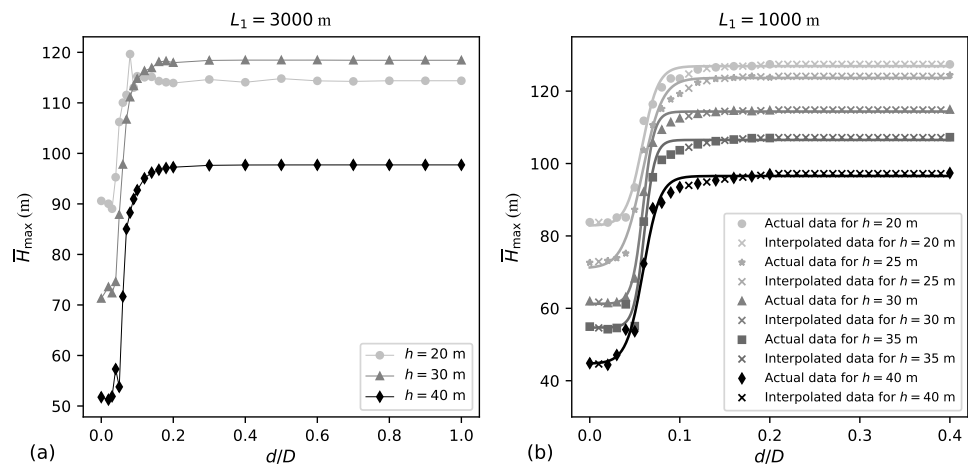 L₁ = 3000 m
H̅max (m)
120
110
100
90
80
70
60
50
0.0 0.2 0.4 0.6 0.8 1.0
d/D
(a)
h = 20 m
h = 30 m
h = 40 m
L₁ = 1000 m
H̅max (m)
120
100
80
60
40
0.0 0.1 0.2 0.3 0.4
d/D
(b)
Actual data for h = 20 m
Interpolated data for h = 20 m
Actual data for h = 25 m
Interpolated data for h = 25 m
Actual data for h = 30 m
Interpolated data for h = 30 m
Actual data for h = 35 m
Interpolated data for h = 35 m
Actual data for h = 40 m
Interpolated data for h = 40 m